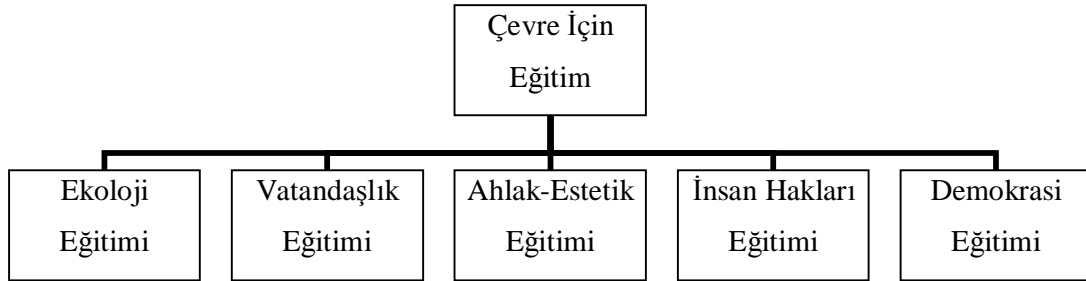 Çevre İçin
Eğitim
Ekoloji
Eğitimi
Vatandaşlık
Eğitimi
Ahlak-Estetik
Eğitimi
İnsan Hakları
Eğitimi
Demokrasi
Eğitimi